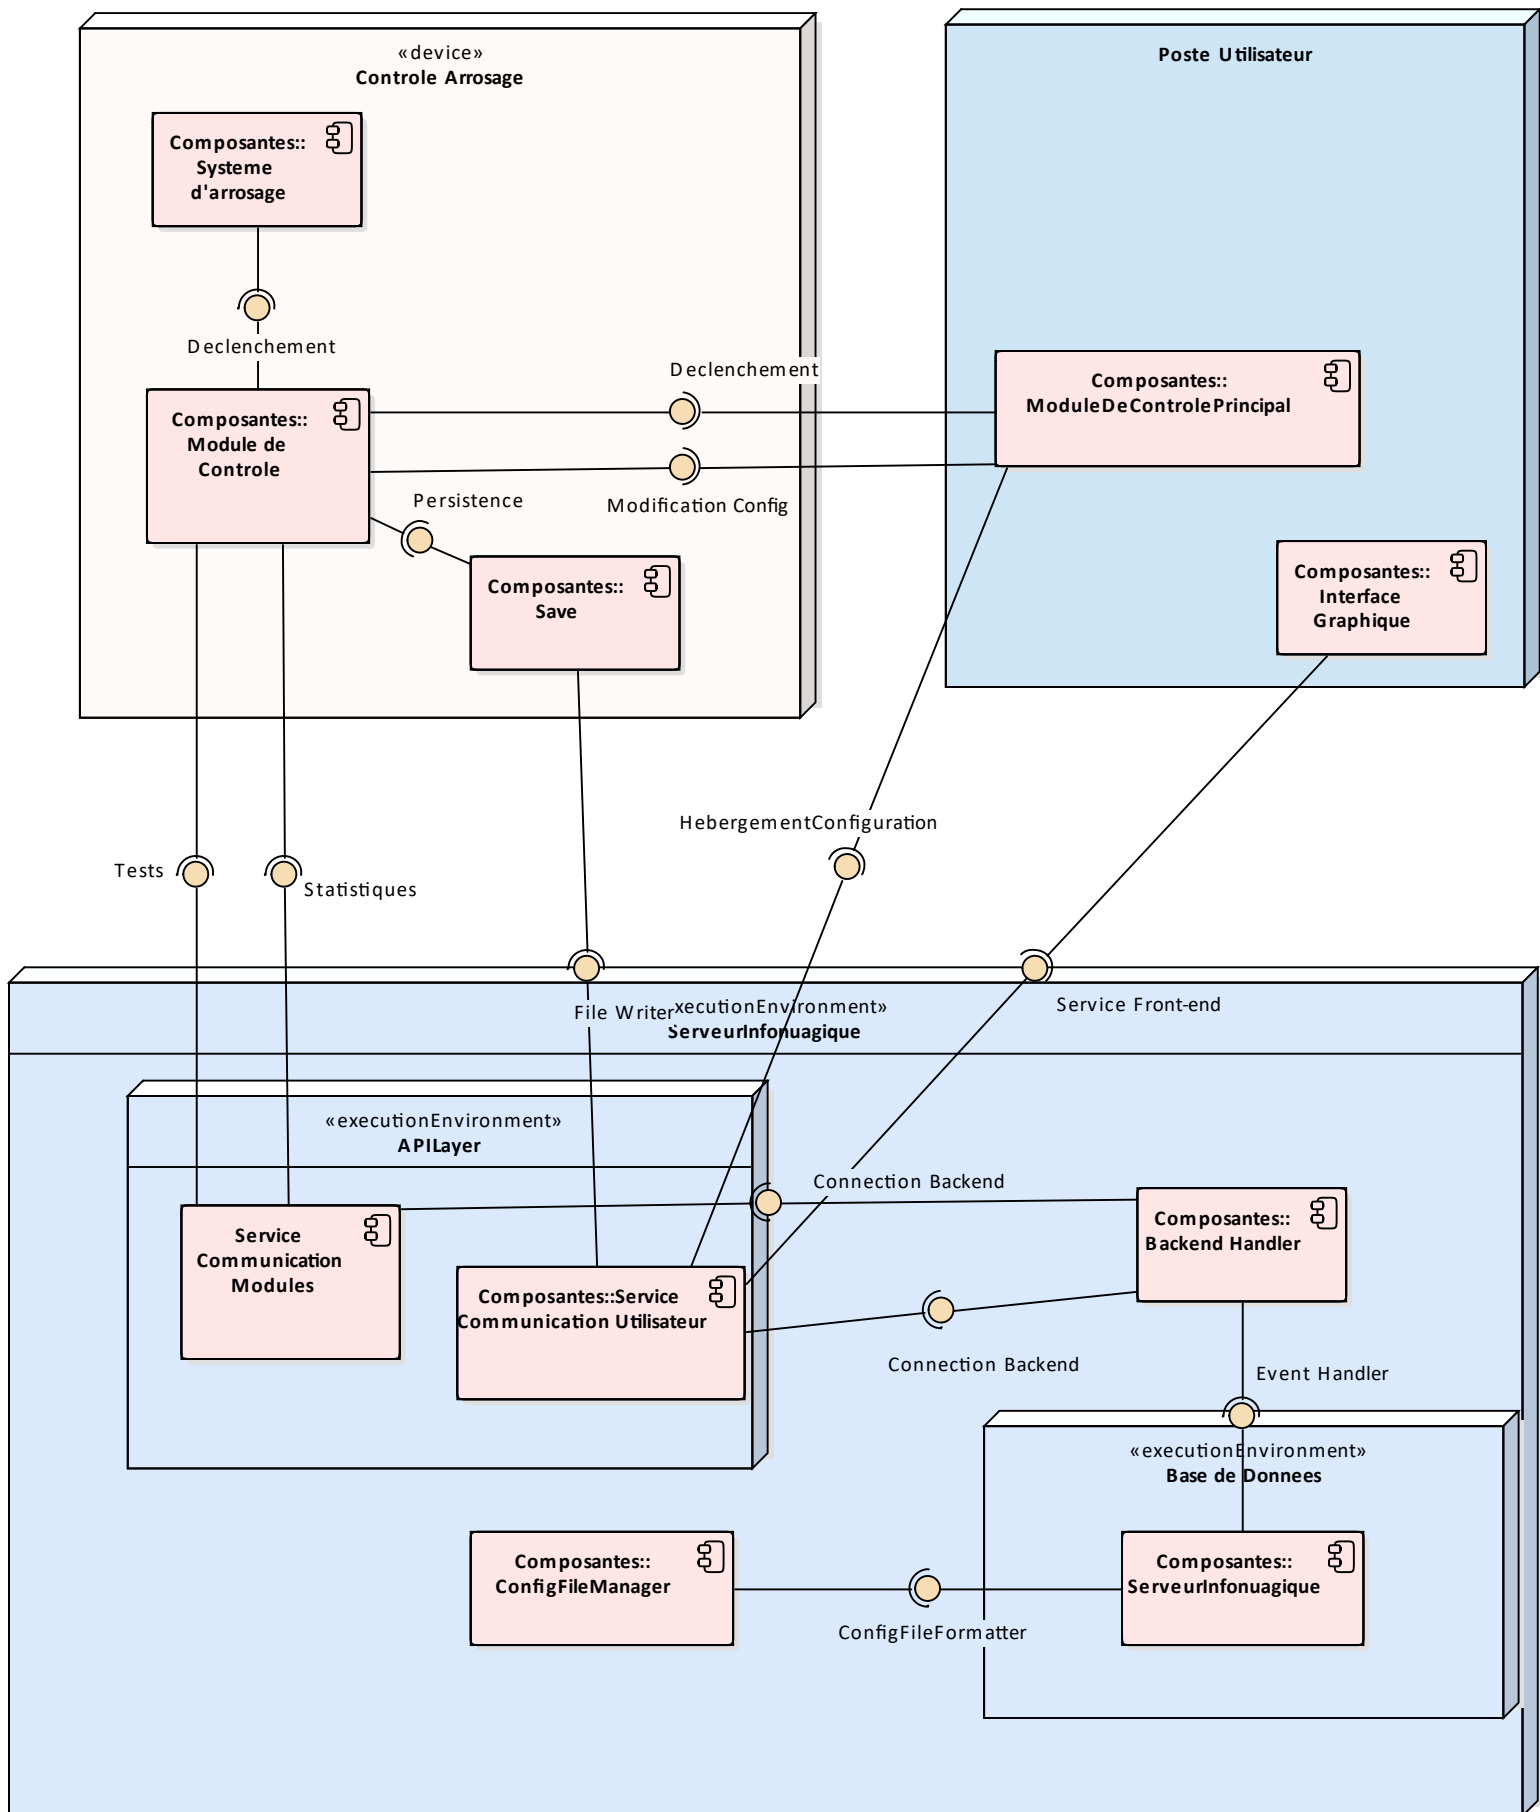 «device»
Controle Arrosage
Poste Utilisateur
Composantes::
Systeme
d'arrosage
Declenchement
Declenchement
Composantes::
ModuleDeControlePrincipal
Composantes::
Module de
Controle
Persistence
Modification Config
Composantes::
Save
Composantes::
Interface
Graphique
HebergementConfiguration
Tests
Statistiques
File Writer
xecutionEnvironment»
ServeurInfonuagique
Service Front-end
«executionEnvironment»
APILayer
Connection Backend
Service
Communication
Modules
Composantes::
Backend Handler
Composantes::Service
Communication Utilisateur
Connection Backend
Event Handler
«executionEnvironment»
Base de Donnees
Composantes::
ConfigFileManager
Composantes::
ServeurInfonuagique
ConfigFileFormatter